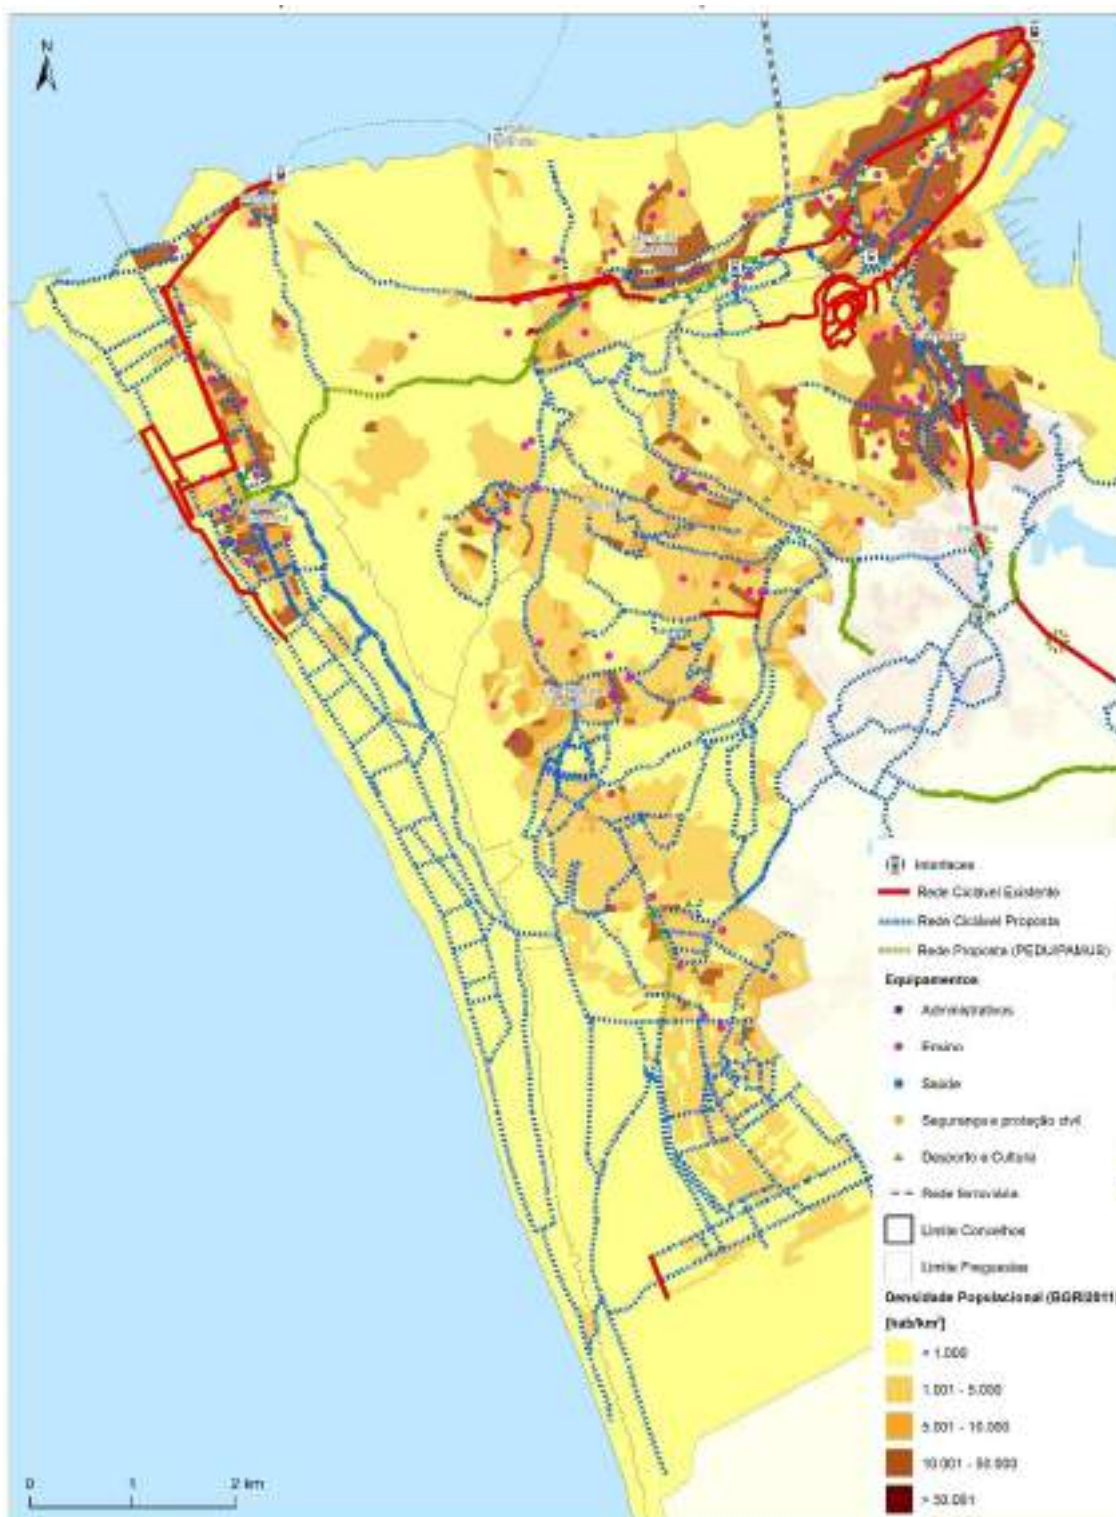 N
Interfaces
Rede Ciclável Existente
Rede Ciclável Proposta
Rede Proposta (PEDU/PAMUS)
Equipamentos
Administrativos
Ensino
Saúde
Segurança e proteção civil
Desporto e Cultura
Rede ferroviária
Limite Concelhos
Limite Freguesias
Densidade Populacional (BGRI2011)
[hab/km²]
< 1.000
1.001 - 5.000
5.001 - 10.000
10.001 - 50.000
> 50.001
0 1 2 km